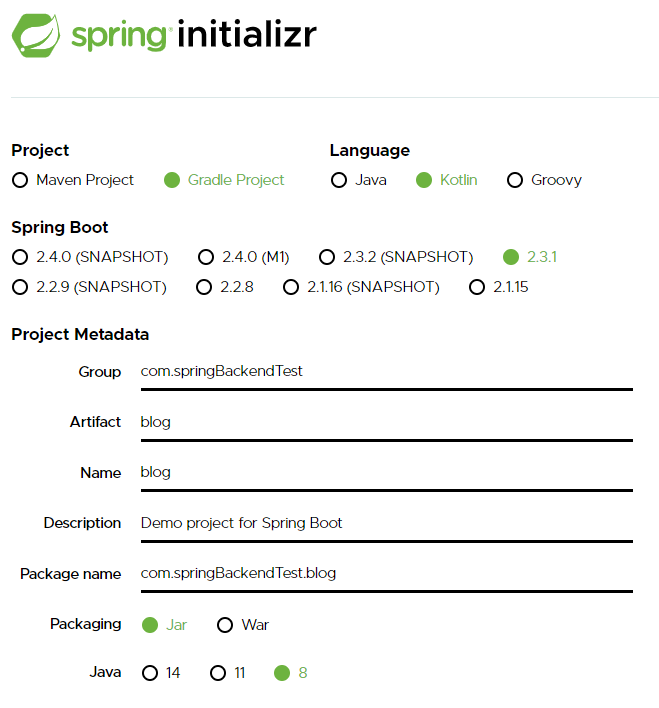 spring initializr
Project
Language
Maven Project Gradle Project
Java Kotlin Groovy
Spring Boot
2.4.0 (SNAPSHOT) 2.4.0 (M1) 2.3.2 (SNAPSHOT) 2.3.1
2.2.9 (SNAPSHOT) 2.2.8 2.1.16 (SNAPSHOT) 2.1.15
Project Metadata
Group com.springBackendTest
Artifact blog
Name blog
Description Demo project for Spring Boot
Package name com.springBackendTest.blog
Packaging Jar War
Java 14 11 8